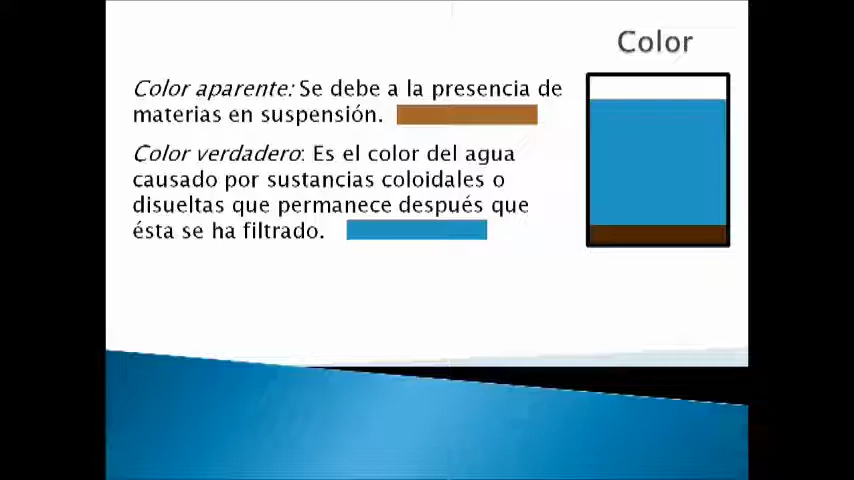 Color
Color aparente: Se debe a la presencia de
materias en suspensión.
Color verdadero: Es el color del agua
causado por sustancias coloidales o
disueltas que permanece después que
ésta se ha filtrado.